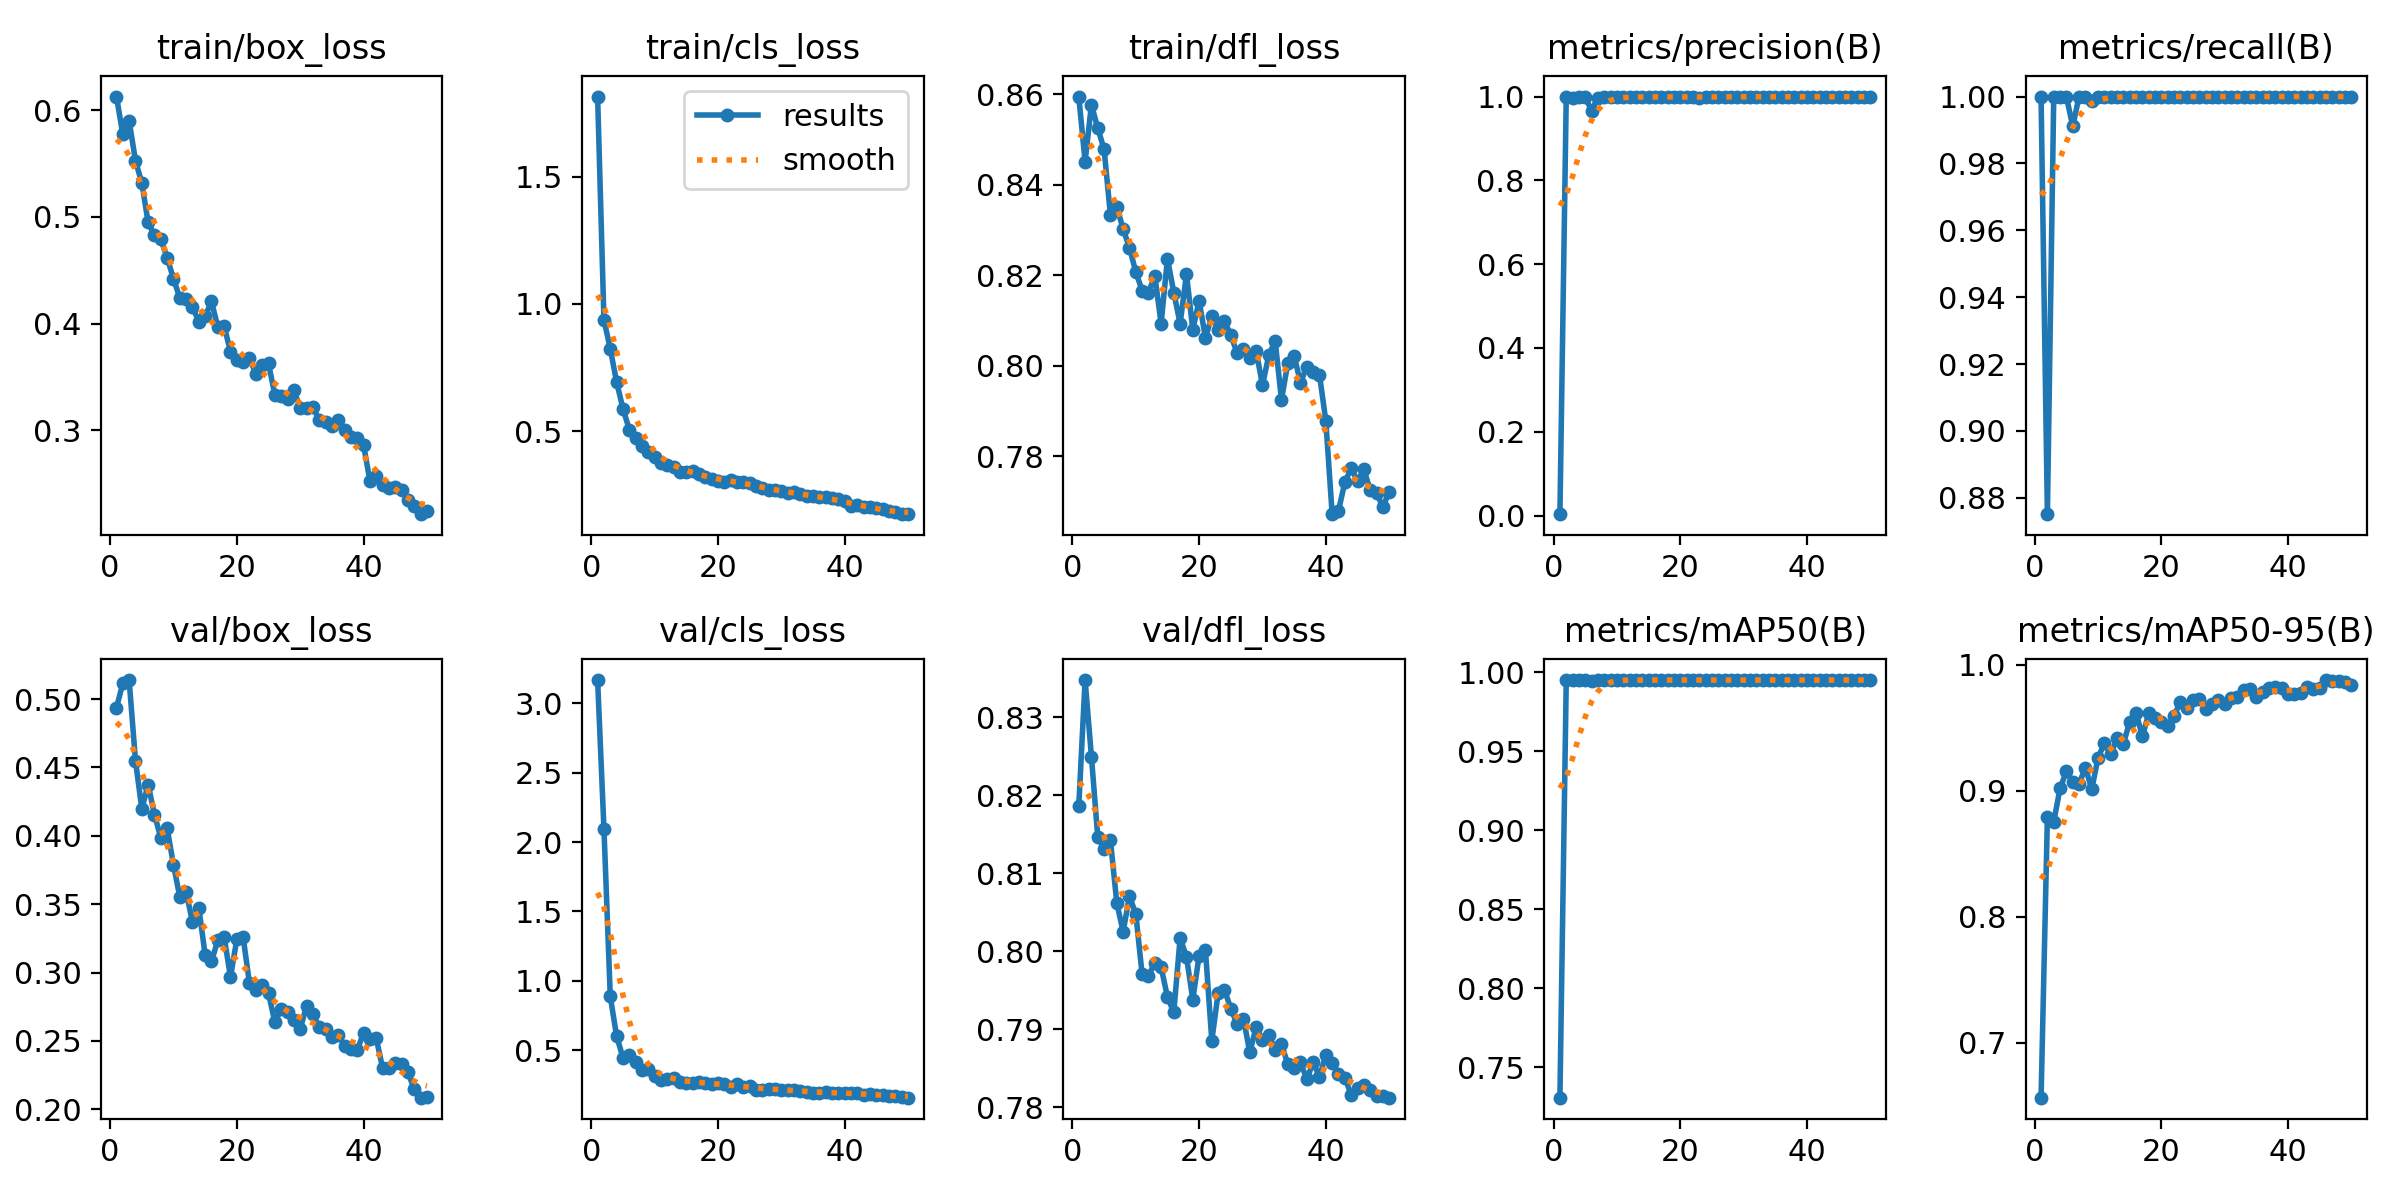 train/box_loss
train/cls_loss
train/dfl_loss
metrics/precision(B)
metrics/recall(B)
0.6
0.5
0.4
0.3
0 20 40
results
smooth
1.5
1.0
0.5
0 20 40
0.86
0.84
0.82
0.80
0.78
0 20 40
1.0
0.8
0.6
0.4
0.2
0.0
0 20 40
1.00
0.98
0.96
0.94
0.92
0.90
0.88
0 20 40
val/box_loss
val/cls_loss
val/dfl_loss
metrics/mAP50(B)
metrics/mAP50-95(B)
0.50
0.45
0.40
0.35
0.30
0.25
0.20
0 20 40
3.0
2.5
2.0
1.5
1.0
0.5
0 20 40
0.83
0.82
0.81
0.80
0.79
0.78
0 20 40
1.00
0.95
0.90
0.85
0.80
0.75
0 20 40
1.0
0.9
0.8
0.7
0 20 40